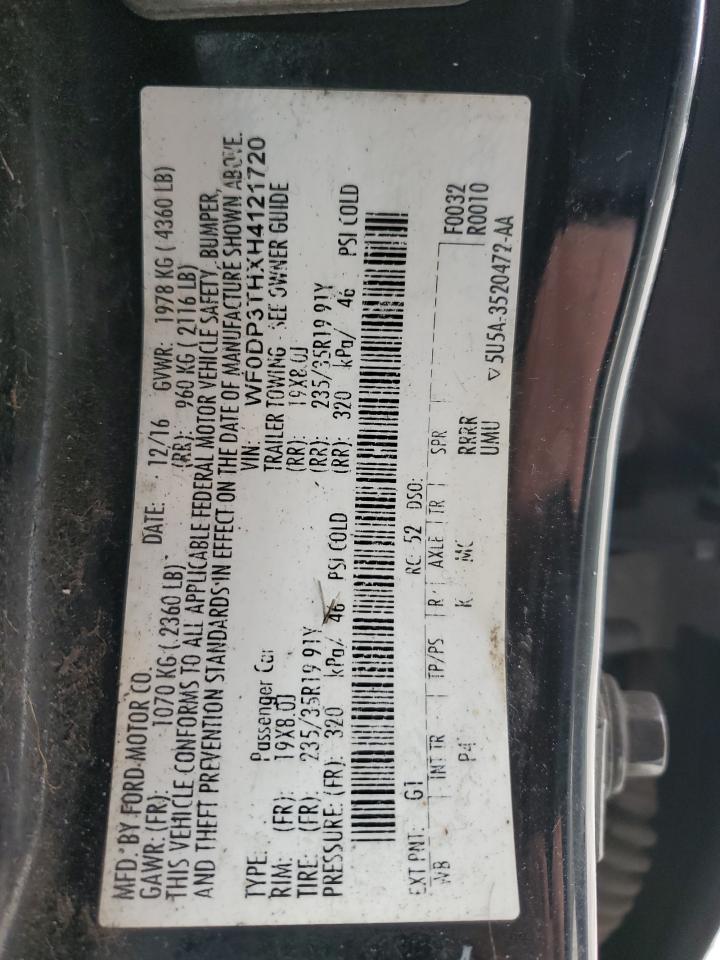 MFD. BY FORD MOTOR CO. DATE: 12/16 GVWR: 1978 KG ( 4360 LB)
GAWR: (FR): 1070 KG ( 2360 LB) (RR): 960 KG ( 2116 LB)
THIS VEHICLE CONFORMS TO ALL APPLICABLE FEDERAL MOTOR VEHICLE SAFETY, BUMPER,
AND THEFT PREVENTION STANDARDS IN EFFECT ON THE DATE OF MANUFACTURE SHOWN ABOVE.
VIN: WF0DP3THXH4121720
TYPE: Passenger Car TRAILER TOWING - SEE OWNER GUIDE
RIM: (FR): 19X8.0J (RR): 19X8.0J
TIRE: (FR): 235/35R19 91Y (RR): 235/35R19 91Y
PRESSURE: (FR): 320 kPa/ 46 PSI COLD (RR): 320 kPa/ 46 PSI COLD
EXT PNT: G1 RC: 52 DSO: F0032
WB INT TR TP/PS R AXLE TR SPR R0010
P4 K MC RRRR
UMU
▽ 5U5A-3520472-AA